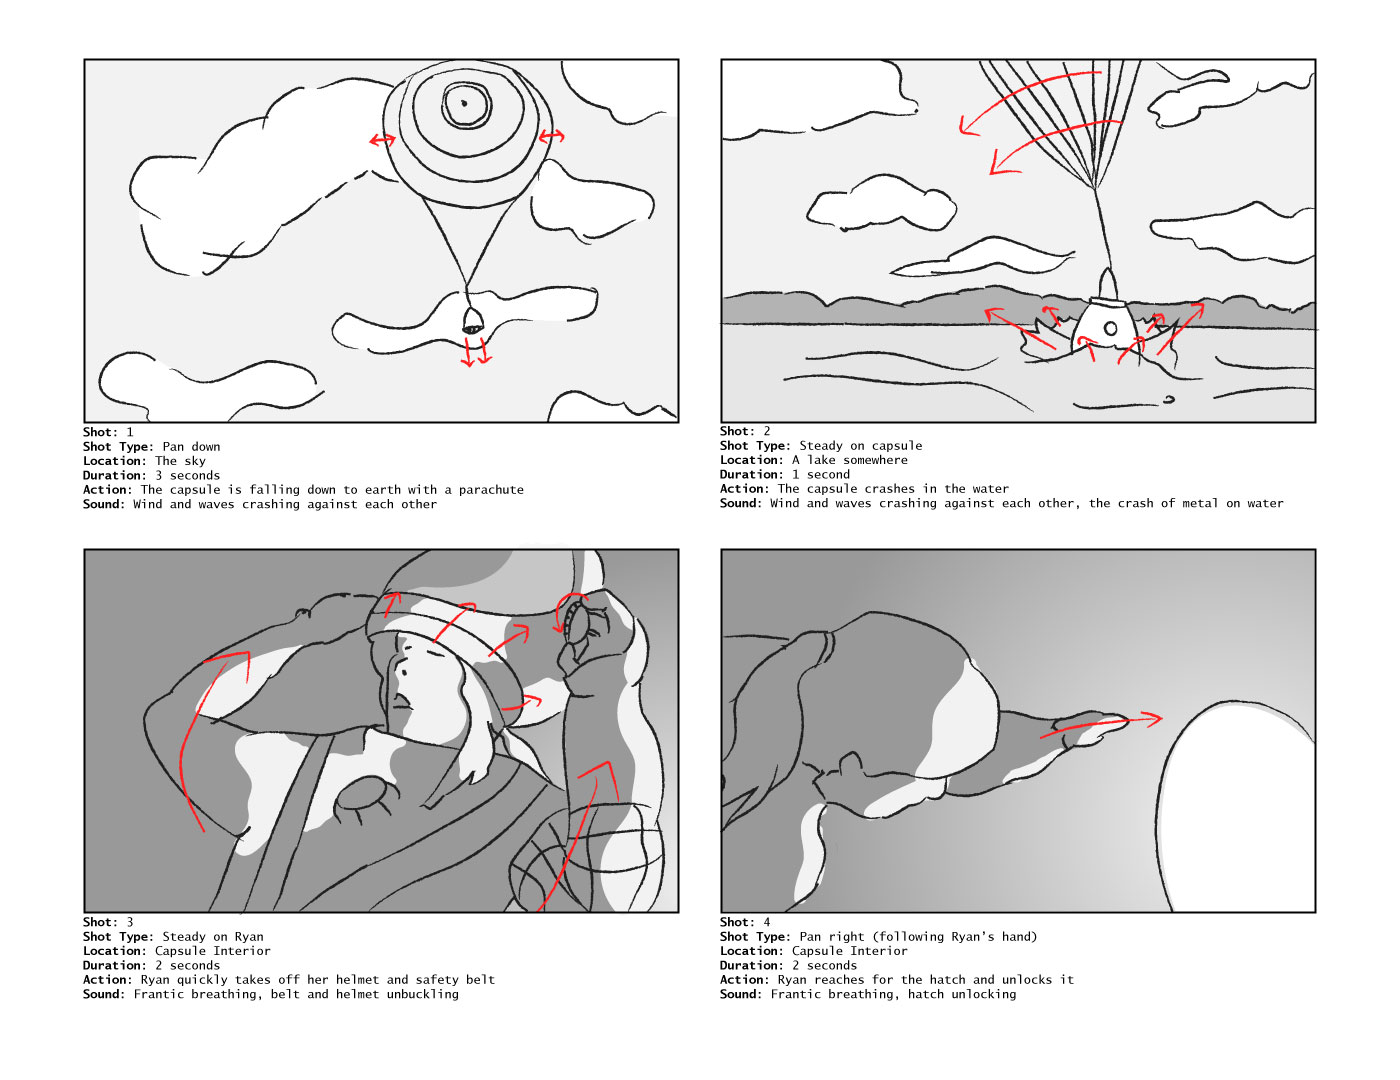 Shot: 1
Shot Type: Pan down
Location: The sky
Duration: 3 seconds
Action: The capsule is falling down to earth with a parachute
Sound: Wind and waves crashing against each other
Shot: 2
Shot Type: Steady on capsule
Location: A lake somewhere
Duration: 1 second
Action: The capsule crashes in the water
Sound: Wind and waves crashing against each other, the crash of metal on water
Shot: 3
Shot Type: Steady on Ryan
Location: Capsule Interior
Duration: 2 seconds
Action: Ryan quickly takes off her helmet and safety belt
Sound: Frantic breathing, belt and helmet unbuckling
Shot: 4
Shot Type: Pan right (following Ryan’s hand)
Location: Capsule Interior
Duration: 2 seconds
Action: Ryan reaches for the hatch and unlocks it
Sound: Frantic breathing, hatch unlocking